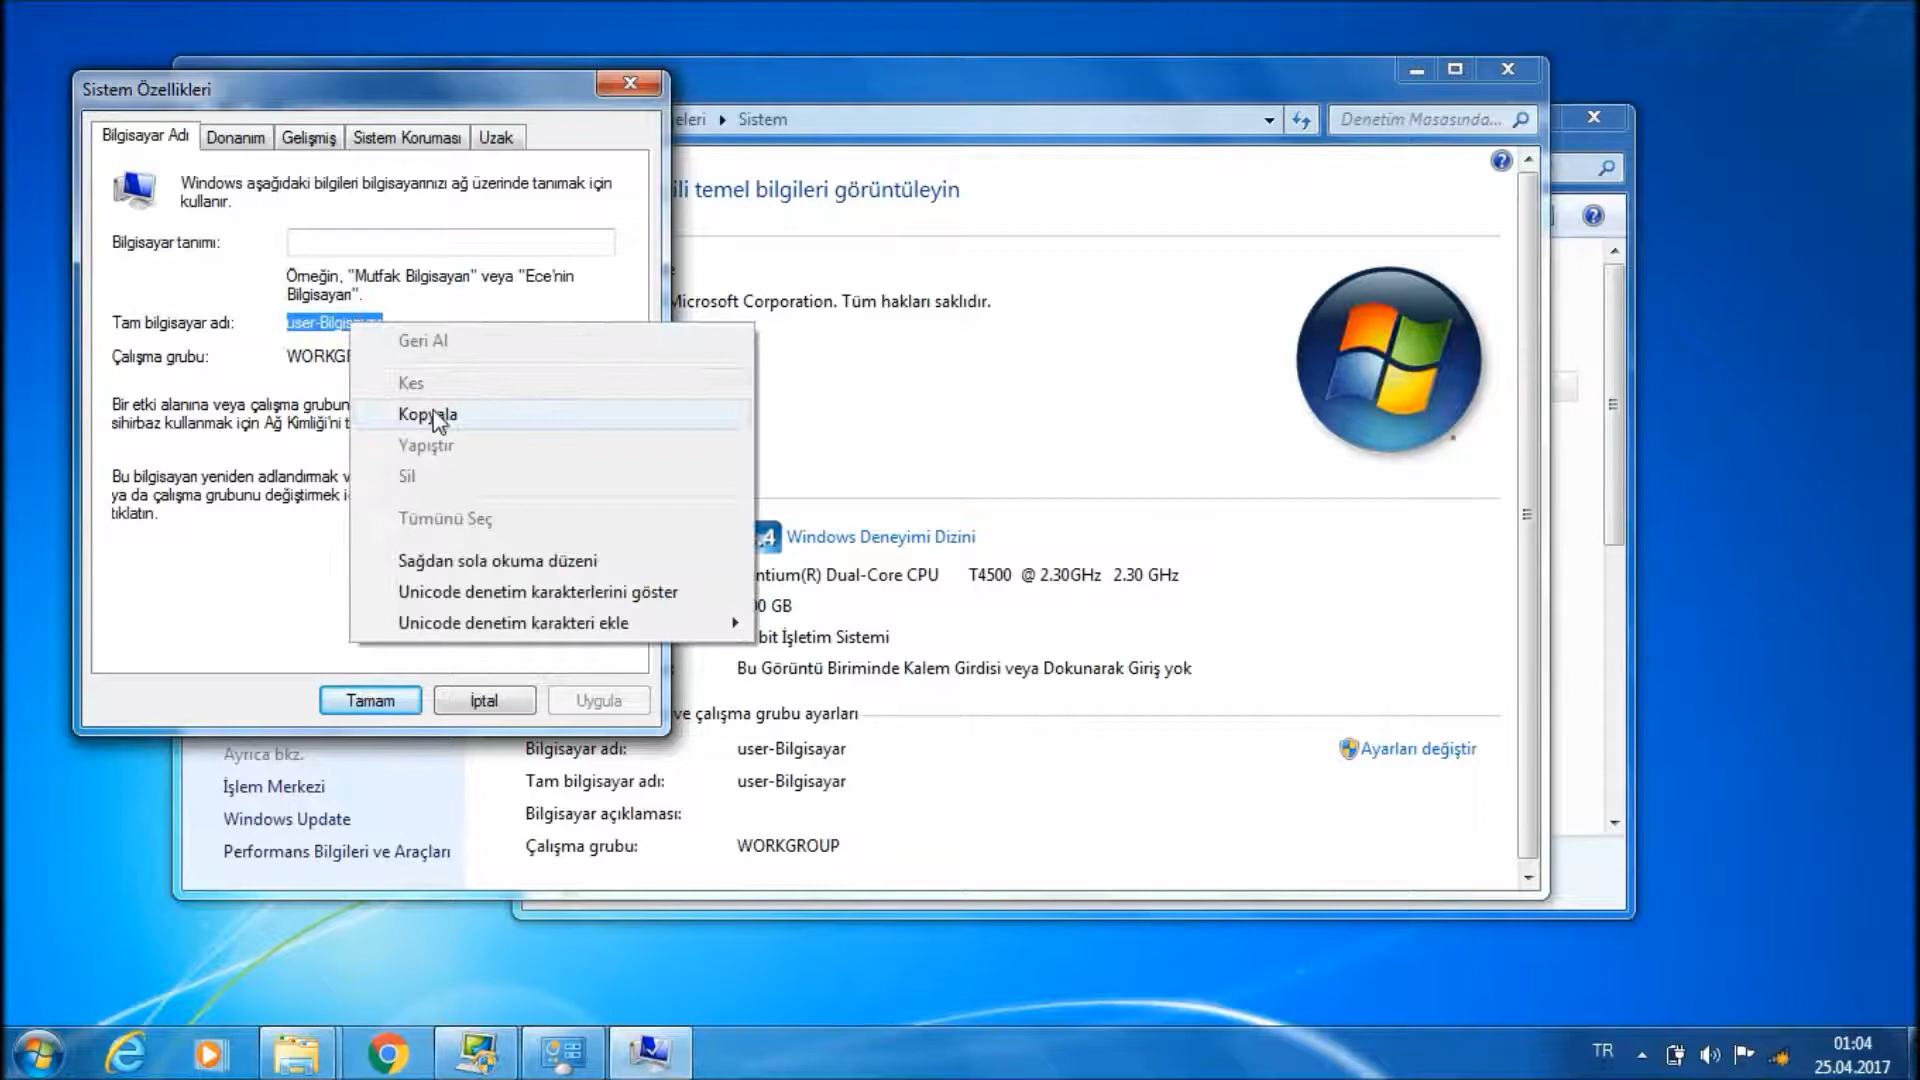 Sistem Özellikleri
Bilgisayar Adı
Donanım
Gelişmiş
Sistem Koruması
Uzak
Windows aşağıdaki bilgileri bilgisayarınızı ağ üzerinde tanımak için
kullanır.
Bilgisayar tanımı:
Örneğin, "Mutfak Bilgisayarı" veya "Ece'nin
Bilgisayarı".
Tam bilgisayar adı:
user-Bilgisayar
Çalışma grubu:
WORKGR
Bir etki alanına veya çalışma grubun
sihirbaz kullanmak için Ağ Kimliği'ni t
Bu bilgisayarı yeniden adlandırmak v
ya da çalışma grubunu değiştirmek i
tıklatın.
Geri Al
Kes
Kopyala
Yapıştır
Sil
Tümünü Seç
Sağdan sola okuma düzeni
Unicode denetim karakterlerini göster
Unicode denetim karakteri ekle
Tamam
İptal
Uygula
eleri
Sistem
Denetim Masasında...
ili temel bilgileri görüntüleyin
Microsoft Corporation. Tüm hakları saklıdır.
.4
Windows Deneyimi Dizini
ntium(R) Dual-Core CPU T4500 @ 2.30GHz 2.30 GHz
00 GB
bit İşletim Sistemi
Bu Görüntü Biriminde Kalem Girdisi veya Dokunarak Giriş yok
ve çalışma grubu ayarları
Bilgisayar adı:
user-Bilgisayar
Ayarları değiştir
Tam bilgisayar adı:
user-Bilgisayar
Bilgisayar açıklaması:
Çalışma grubu:
WORKGROUP
Ayrıca bkz.
İşlem Merkezi
Windows Update
Performans Bilgileri ve Araçları
TR
01:04
25.04.2017